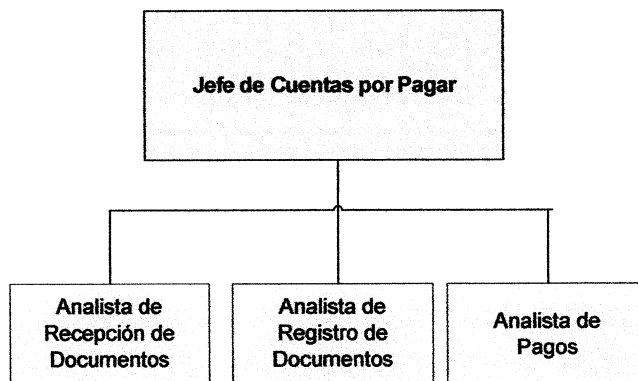 Jefe de Cuentas por Pagar
Analista de
Recepción de
Documentos
Analista de
Registro de
Documentos
Analista de
Pagos